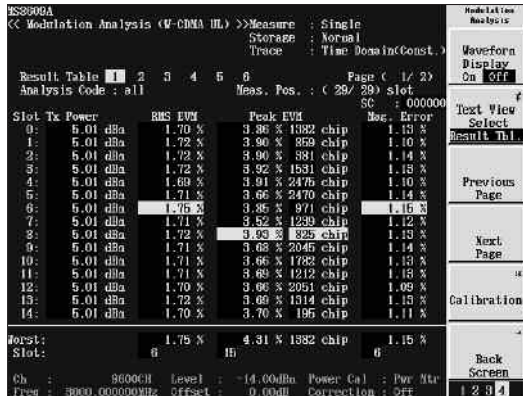 MS8609A
<< Modulation Analysis (W-CDMA UL) >>
Measure : Single
Storage : Normal
Trace : Time Domain(Const.)
Result Table 1 2 3 4 5 6 Page ( 1/ 2)
Analysis Code : all Meas. Pos. : ( 29/ 29) slot
SC : 000000
Slot Tx Power RMS EVM Peak EVM Mag. Error
0: 5.01 dBm 1.70 % 3.86 % 1382 chip 1.13 %
1: 5.01 dBm 1.72 % 3.90 % 859 chip 1.10 %
2: 5.01 dBm 1.72 % 3.90 % 381 chip 1.14 %
3: 5.01 dBm 1.72 % 3.92 % 1531 chip 1.13 %
4: 5.01 dBm 1.69 % 3.91 % 2475 chip 1.10 %
5: 5.01 dBm 1.71 % 3.66 % 2470 chip 1.14 %
6: 5.01 dBm 1.75 % 3.85 % 971 chip 1.15 %
7: 5.01 dBm 1.71 % 3.52 % 1239 chip 1.12 %
8: 5.01 dBm 1.72 % 3.93 % 825 chip 1.13 %
9: 5.01 dBm 1.71 % 3.68 % 2045 chip 1.14 %
10: 5.01 dBm 1.71 % 3.66 % 1782 chip 1.13 %
11: 5.01 dBm 1.71 % 3.69 % 1212 chip 1.13 %
12: 5.01 dBm 1.70 % 3.66 % 2051 chip 1.09 %
13: 5.01 dBm 1.72 % 3.69 % 1314 chip 1.13 %
14: 5.01 dBm 1.70 % 3.70 % 195 chip 1.11 %
Worst: 1.75 % 4.31 % 1382 chip 1.15 %
Slot: 6 15 6
Ch : 9600CH Level : -14.00dBm Power Cal : Pwr Mtr
Freq : 3000.000000MHz Offset : 0.00dB Correction : Off
Modulation
Analysis
Waveform
Display
On Off
Text View
Select
Result Tbl.
Previous
Page
Next
Page
Calibration
Back
Screen
1 2 3 4